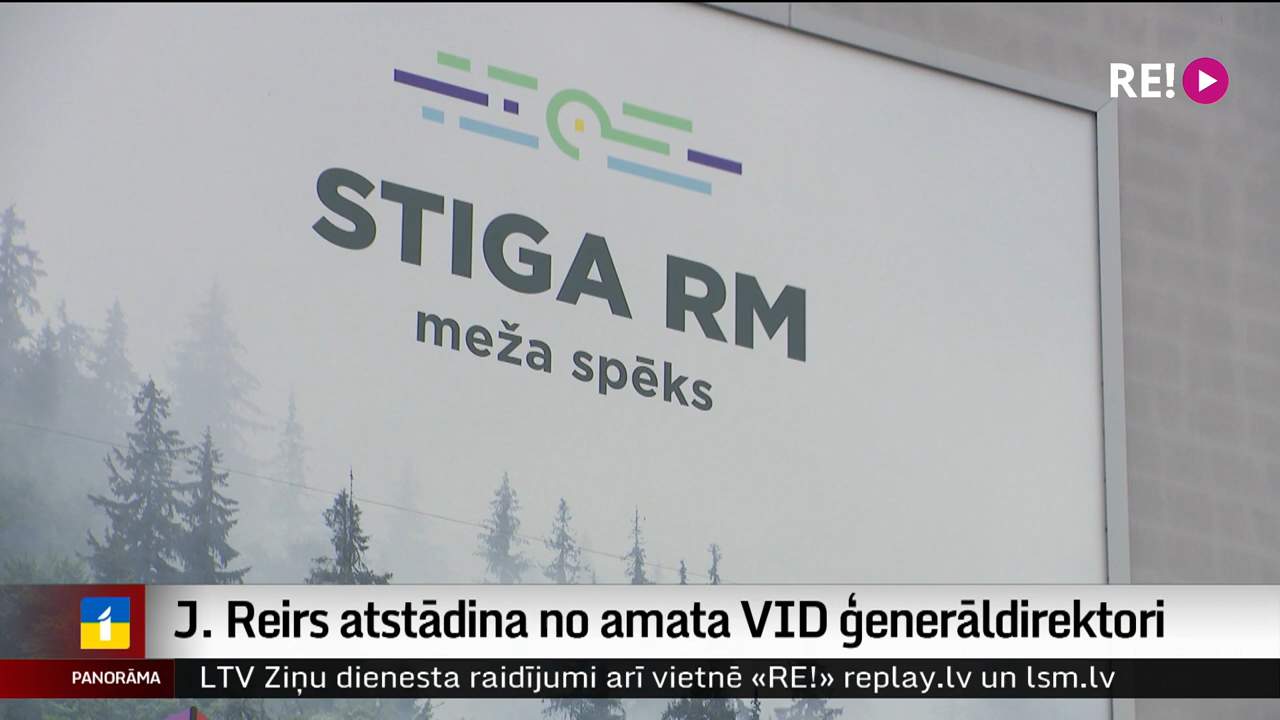 RE!
STIGA RM
meža spēks
1
J. Reirs atstādina no amata VID ģenerāldirektori
PANORĀMA
LTV Ziņu dienesta raidījumi arī vietnē «RE!» replay.lv un lsm.lv